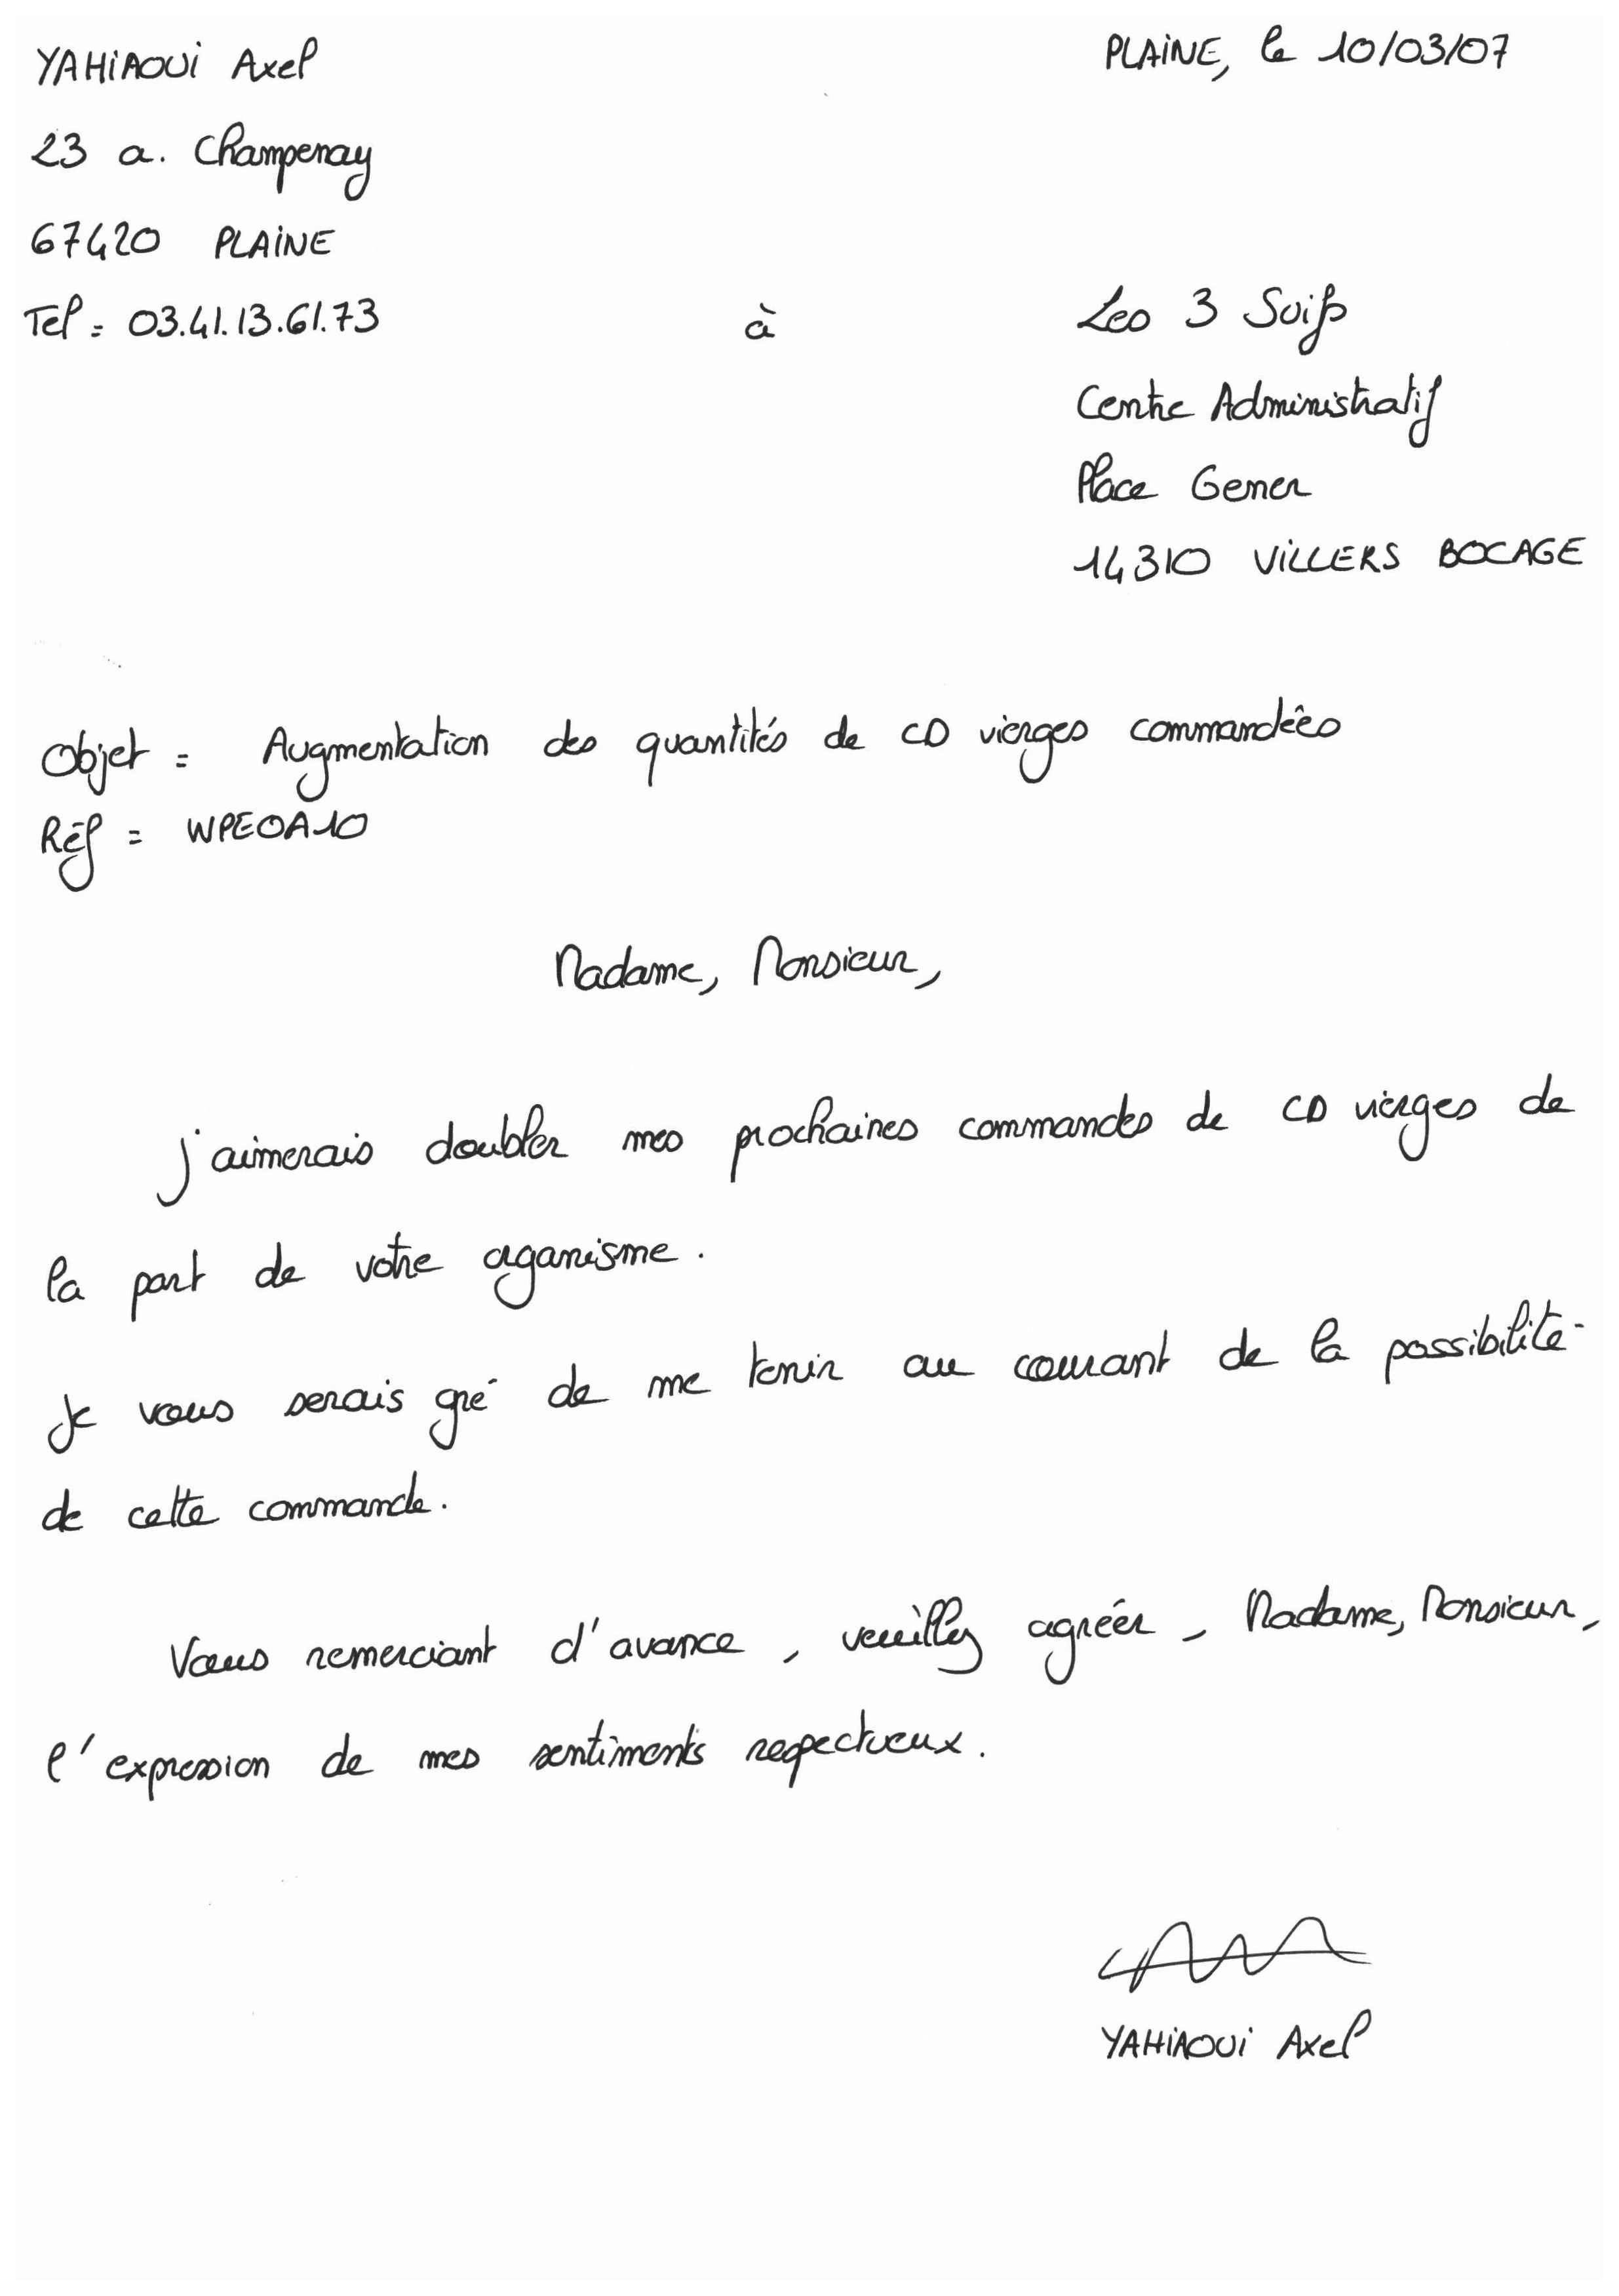 YAHIAOUI Axel
PLAINE, le 10/03/07
23 a. Champenay
67420 PLAINE
Tel = 03.41.13.61.73
à
Les 3 Suiss
Centre Administratif
Place Gemer
14310 VILLERS BOCAGE
Objet = Augmentation des quantités de CD vierges commandées
Réf = WPEOA10
Madame, Monsieur,
j'aimerais doubler mes prochaines commandes de CD vierges de
la part de votre organisme.
Je vous serais gré de me tenir au courant de la possibilité
de cette commande.
Vous remerciant d'avance, veuillez agréer, Madame, Monsieur,
l'expression de mes sentiments respectueux.
YAHIAOUI Axel